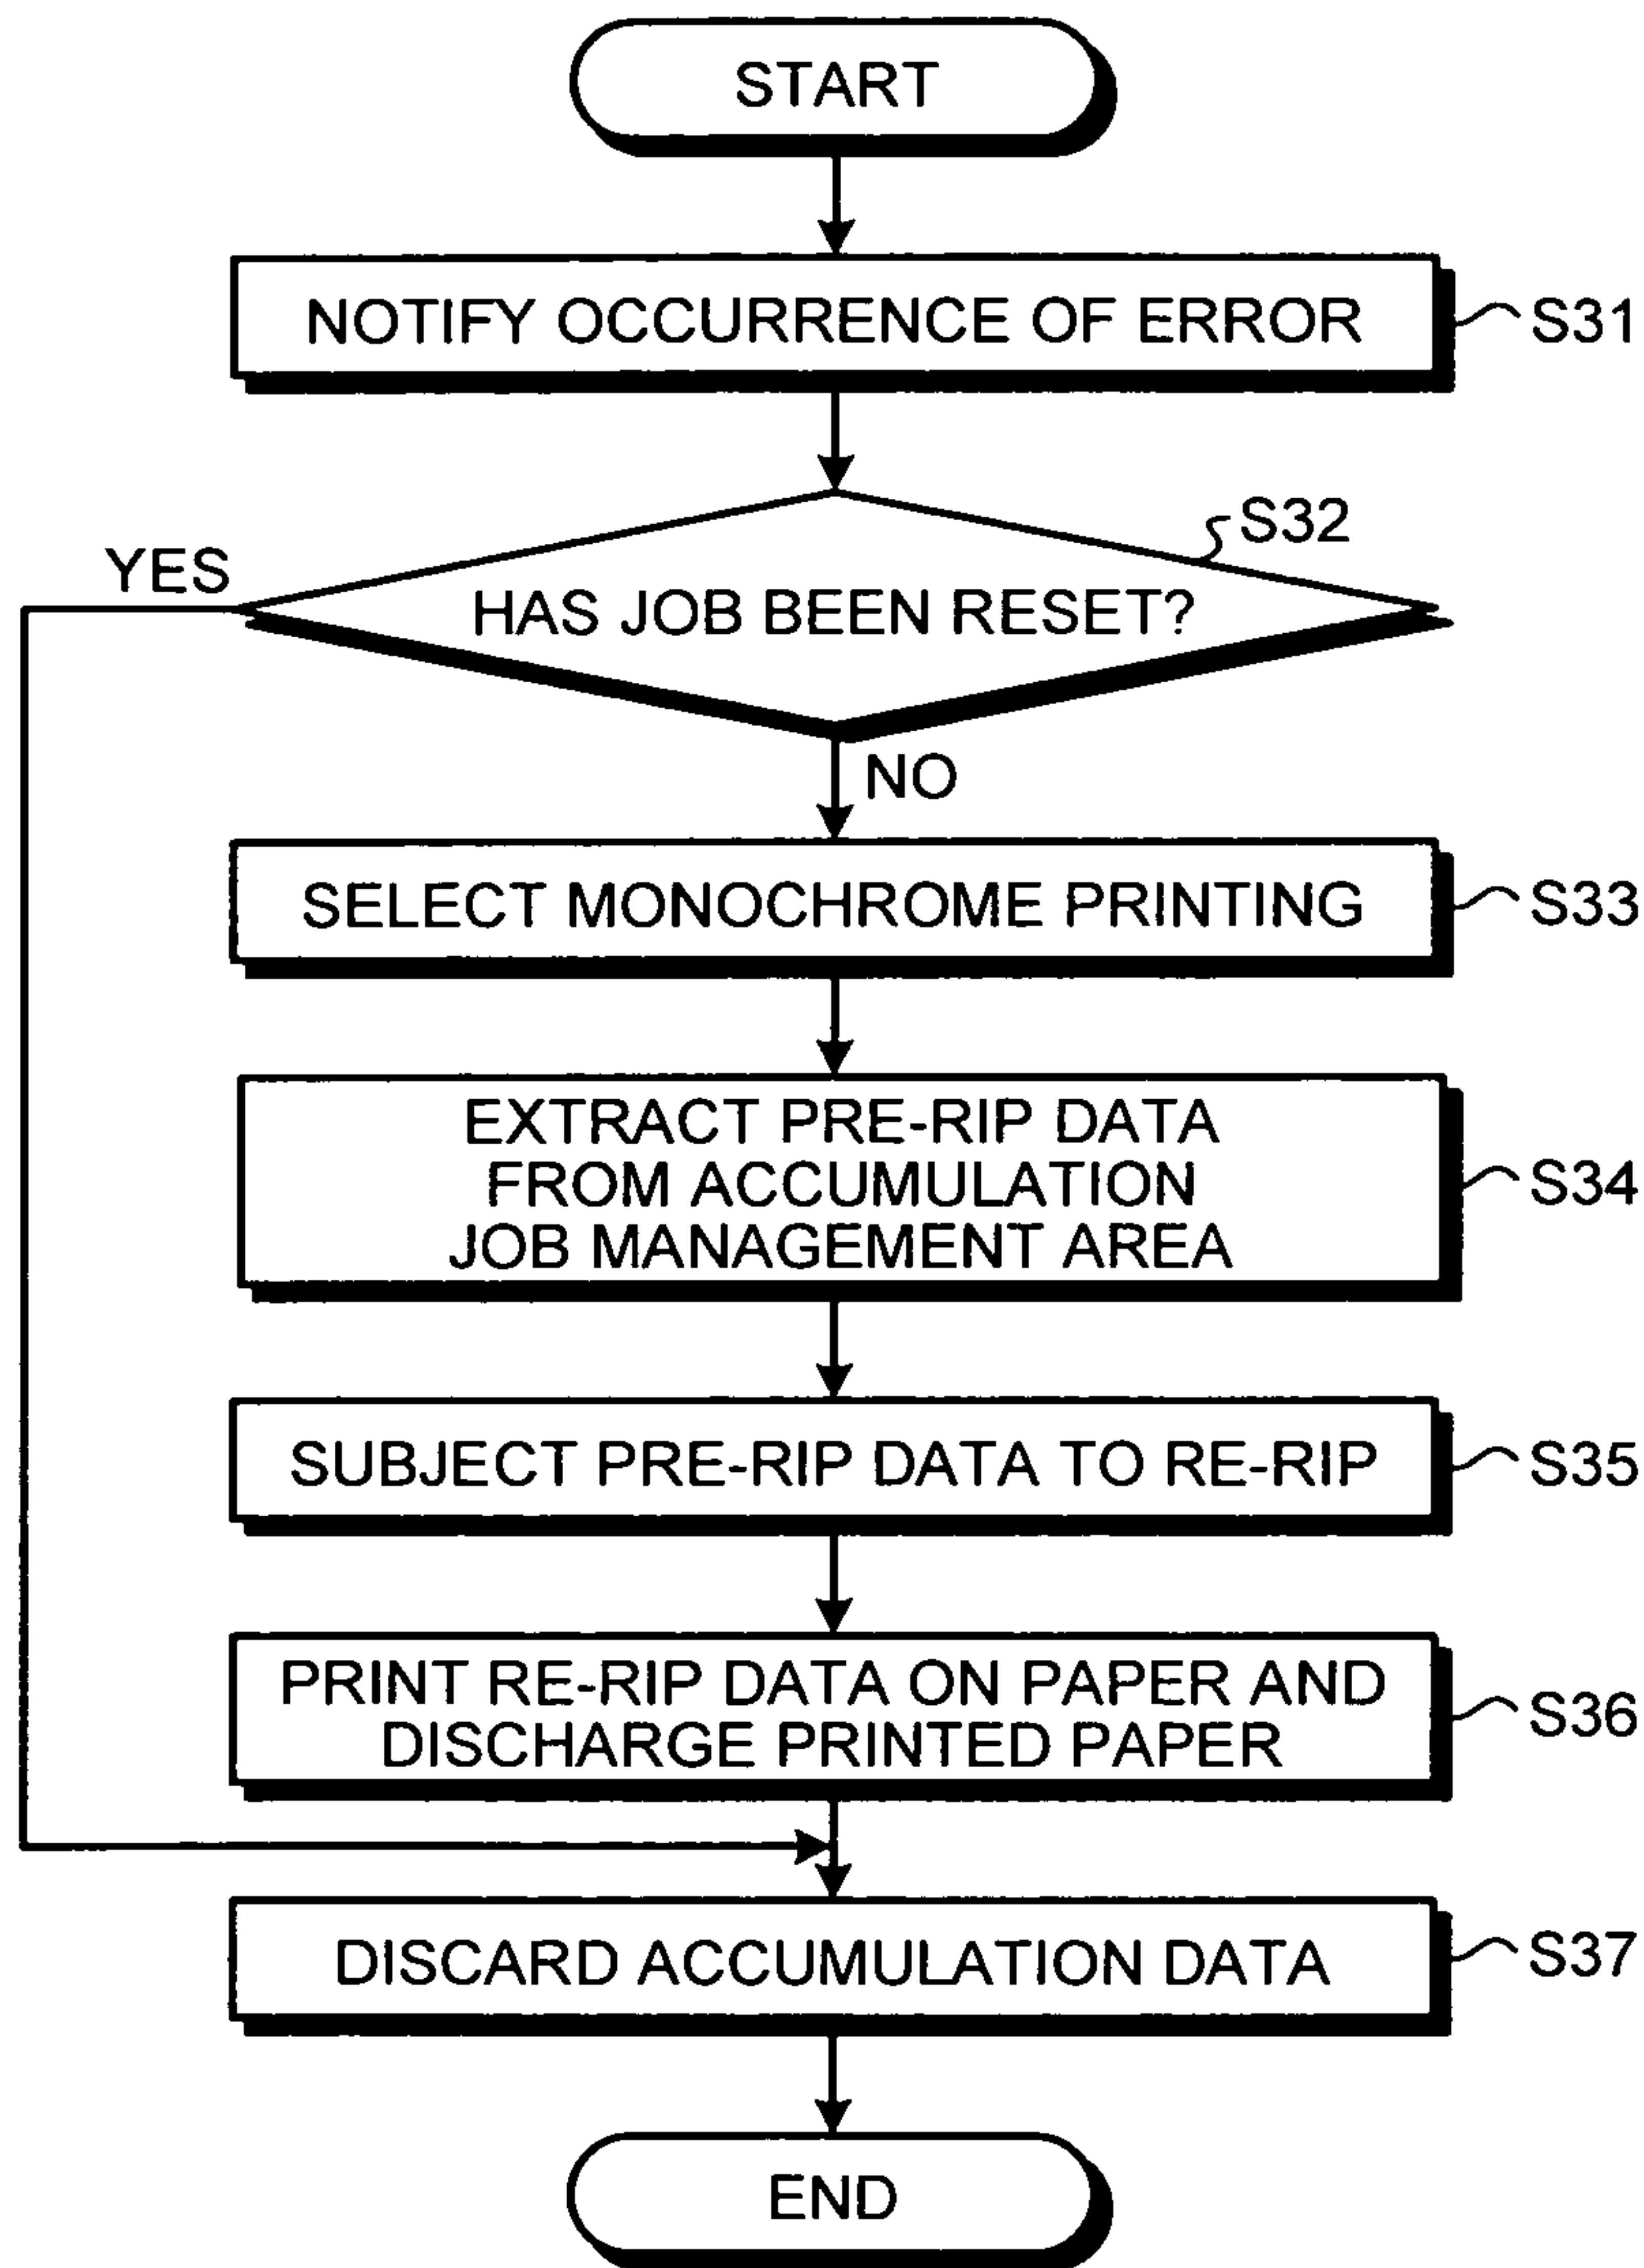 START
NOTIFY OCCURRENCE OF ERROR
S31
S32
YES
HAS JOB BEEN RESET?
NO
SELECT MONOCHROME PRINTING
S33
EXTRACT PRE-RIP DATA
FROM ACCUMULATION
JOB MANAGEMENT AREA
S34
SUBJECT PRE-RIP DATA TO RE-RIP
S35
PRINT RE-RIP DATA ON PAPER AND
DISCHARGE PRINTED PAPER
S36
DISCARD ACCUMULATION DATA
S37
END